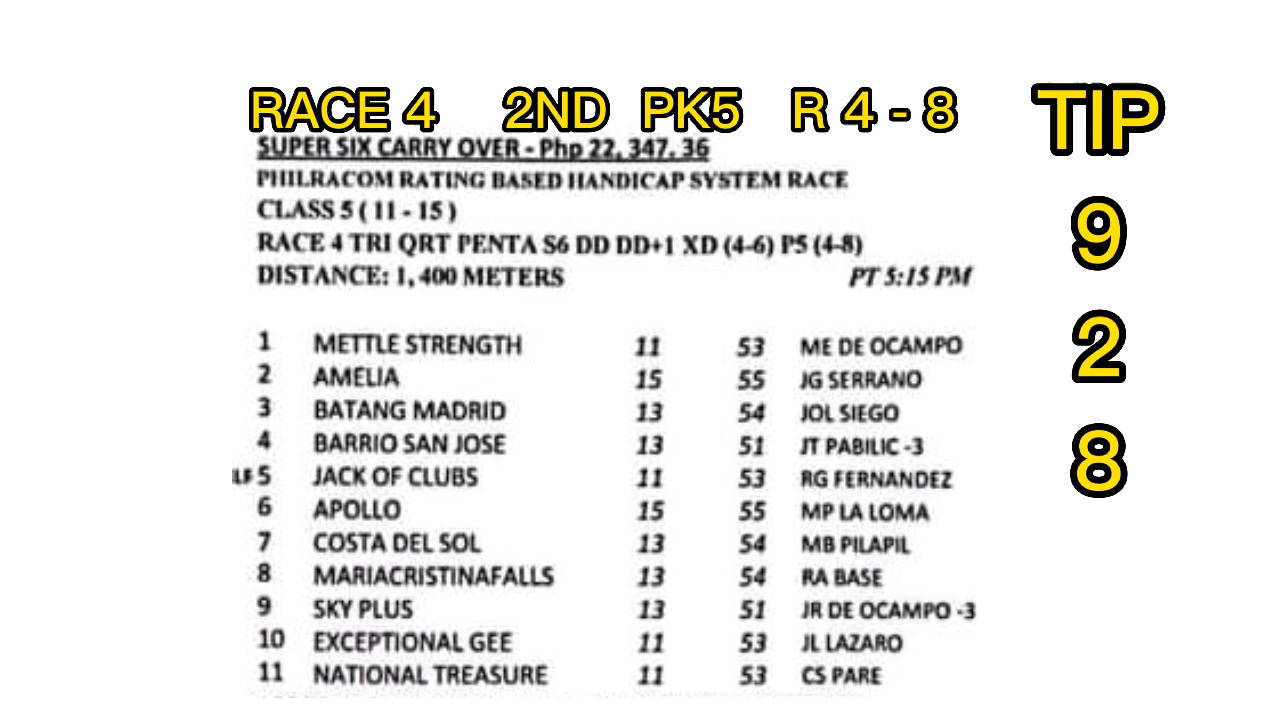 RACE 4 2ND PK5 R 4 - 8
SUPER SIX CARRY OVER - Php 22, 347. 36
PHILRACOM RATING BASED HANDICAP SYSTEM RACE
CLASS 5 ( 11 - 15 )
RACE 4 TRI QRT PENTA S6 DD DD+1 XD (4-6) P5 (4-8)
DISTANCE: 1, 400 METERS PT 5:15 PM
1 METTLE STRENGTH 11 53 ME DE OCAMPO
2 AMELIA 15 55 JG SERRANO
3 BATANG MADRID 13 54 JOL SIEGO
4 BARRIO SAN JOSE 13 51 JT PABILIC -3
LF 5 JACK OF CLUBS 11 53 RG FERNANDEZ
6 APOLLO 15 55 MP LA LOMA
7 COSTA DEL SOL 13 54 MB PILAPIL
8 MARIACRISTINAFALLS 13 54 RA BASE
9 SKY PLUS 13 51 JR DE OCAMPO -3
10 EXCEPTIONAL GEE 11 53 JL LAZARO
11 NATIONAL TREASURE 11 53 CS PARE
TIP
9
2
8